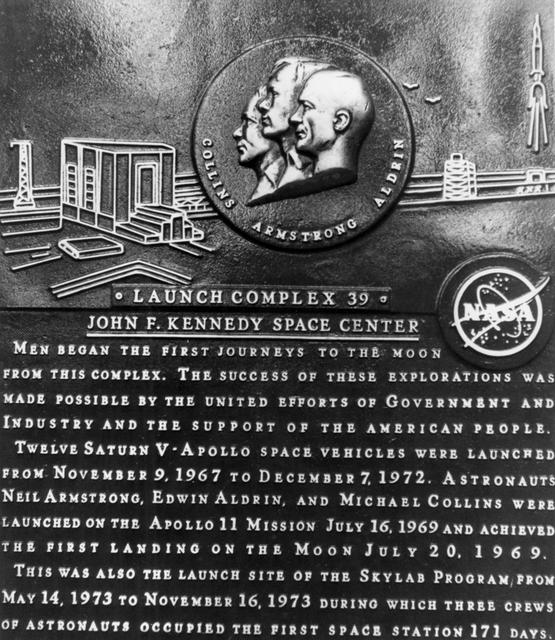 COLLINS ARMSTRONG ALDRIN
LAUNCH COMPLEX 39
NASA
JOHN F. KENNEDY SPACE CENTER
MEN BEGAN THE FIRST JOURNEYS TO THE MOON
FROM THIS COMPLEX. THE SUCCESS OF THESE EXPLORATIONS WAS
MADE POSSIBLE BY THE UNITED EFFORTS OF GOVERNMENT AND
INDUSTRY AND THE SUPPORT OF THE AMERICAN PEOPLE.
TWELVE SATURN V-APOLLO SPACE VEHICLES WERE LAUNCHED
FROM NOVEMBER 9, 1967 TO DECEMBER 7, 1972. ASTRONAUTS
NEIL ARMSTRONG, EDWIN ALDRIN, AND MICHAEL COLLINS WERE
LAUNCHED ON THE APOLLO 11 MISSION JULY 16, 1969 AND ACHIEVED
THE FIRST LANDING ON THE MOON JULY 20, 1969.
THIS WAS ALSO THE LAUNCH SITE OF THE SKYLAB PROGRAM, FROM
MAY 14, 1973 TO NOVEMBER 16, 1973 DURING WHICH THREE CREWS
OF ASTRONAUTS OCCUPIED THE FIRST SPACE STATION 171 DAYS